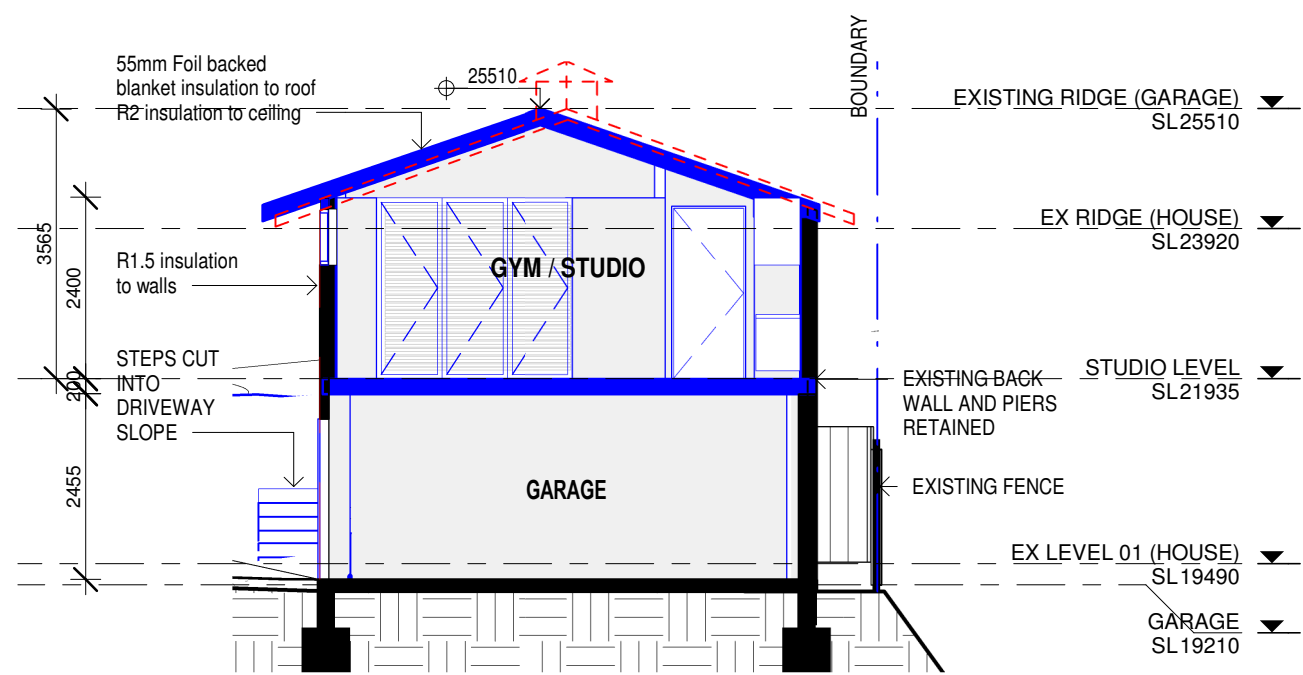 55mm Foil backed
blanket insulation to roof
R2 insulation to ceiling
25510
BOUNDARY
EXISTING RIDGE (GARAGE)
SL25510
EX RIDGE (HOUSE)
SL23920
3565
2400
R1.5 insulation
to walls
GYM / STUDIO
STEPS CUT
INTO
DRIVEWAY
SLOPE
200
STUDIO LEVEL
SL21935
EXISTING BACK
WALL AND PIERS
RETAINED
2455
GARAGE
EXISTING FENCE
EX LEVEL 01 (HOUSE)
SL19490
GARAGE
SL19210